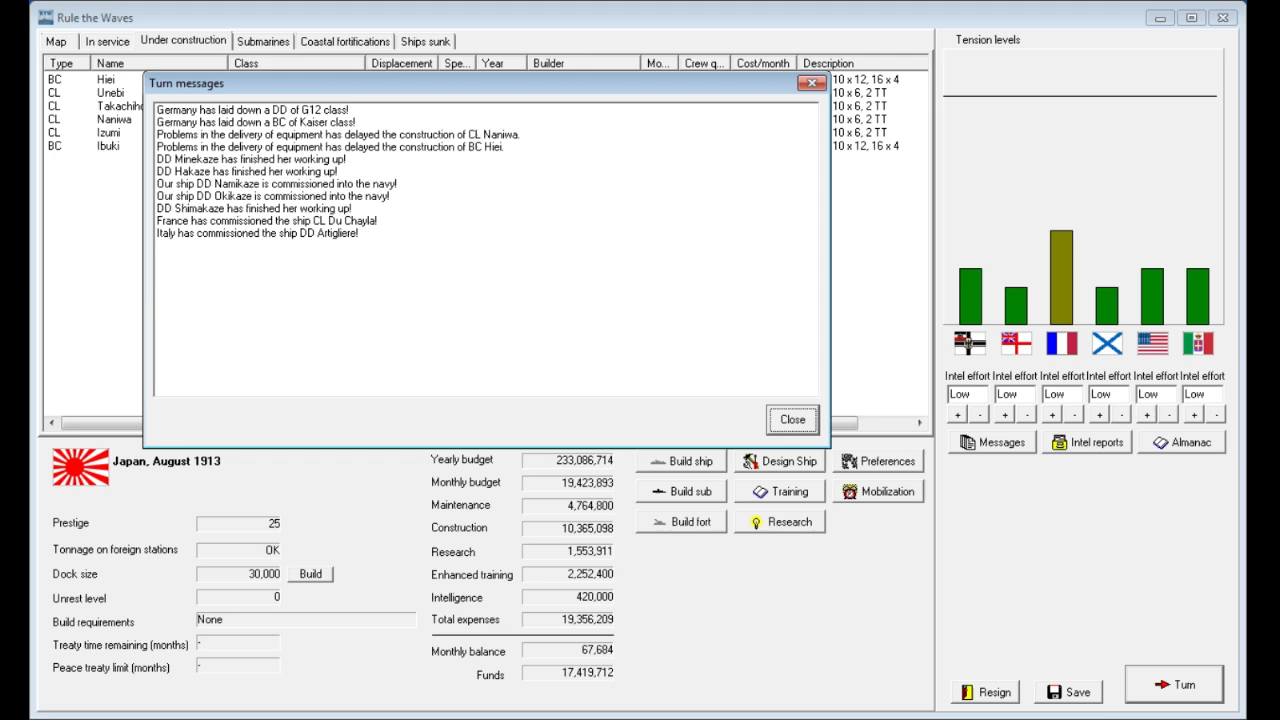 Rule the Waves
Map In service Under construction Submarines Coastal fortifications Ships sunk
Type Name Class Displacement Spe... Year Builder Mo... Crew q... Cost/month Description
BC Hiei 10 x 12, 16 x 4
CL Unebi 10 x 6, 2 TT
CL Takachiho 10 x 6, 2 TT
CL Naniwa 10 x 6, 2 TT
CL Izumi 10 x 6, 2 TT
BC Ibuki 10 x 12, 16 x 4
Turn messages
Germany has laid down a DD of G12 class!
Germany has laid down a BC of Kaiser class!
Problems in the delivery of equipment has delayed the construction of CL Naniwa.
Problems in the delivery of equipment has delayed the construction of BC Hiei.
DD Minekaze has finished her working up!
DD Hakaze has finished her working up!
Our ship DD Namikaze is commissioned into the navy!
Our ship DD Okikaze is commissioned into the navy!
DD Shimakaze has finished her working up!
France has commissioned the ship CL Du Chayla!
Italy has commissioned the ship DD Artigliere!
Close
Tension levels
Intel effort Intel effort Intel effort Intel effort Intel effort Intel effort
Low Low Low Low Low Low
+ - + - + - + - + - + -
Messages Intel reports Almanac
Japan, August 1913
Prestige 25
Tonnage on foreign stations OK
Dock size 30,000 Build
Unrest level 0
Build requirements None
Treaty time remaining (months) -
Peace treaty limit (months) -
Yearly budget 233,086,714
Monthly budget 19,423,893
Maintenance 4,764,800
Construction 10,365,098
Research 1,553,911
Enhanced training 2,252,400
Intelligence 420,000
Total expenses 19,356,209
Monthly balance 67,684
Funds 17,419,712
Build ship Design Ship Preferences
Build sub Training Mobilization
Build fort Research
Resign Save Turn